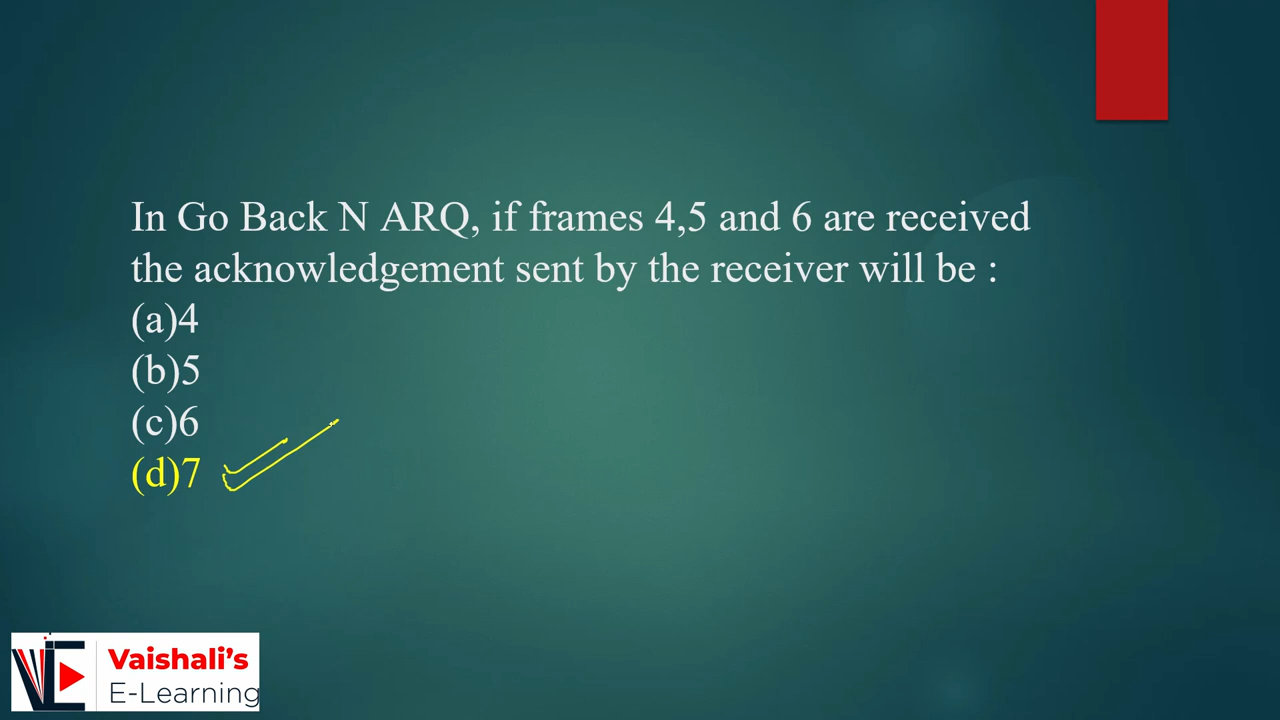 In Go Back N ARQ, if frames 4,5 and 6 are received
the acknowledgement sent by the receiver will be :
(a)4
(b)5
(c)6
(d)7
Vaishali's
E-Learning